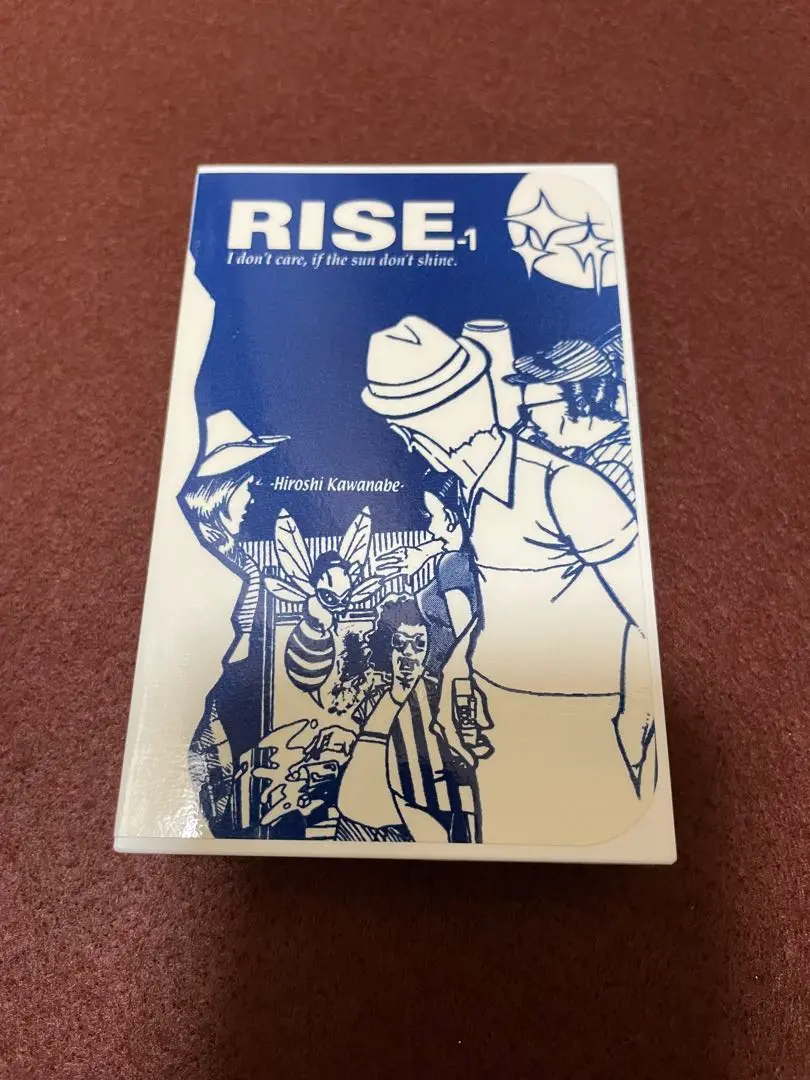 RISE-1
I don't care, if the sun don't shine.
-Hiroshi Kawanabe-